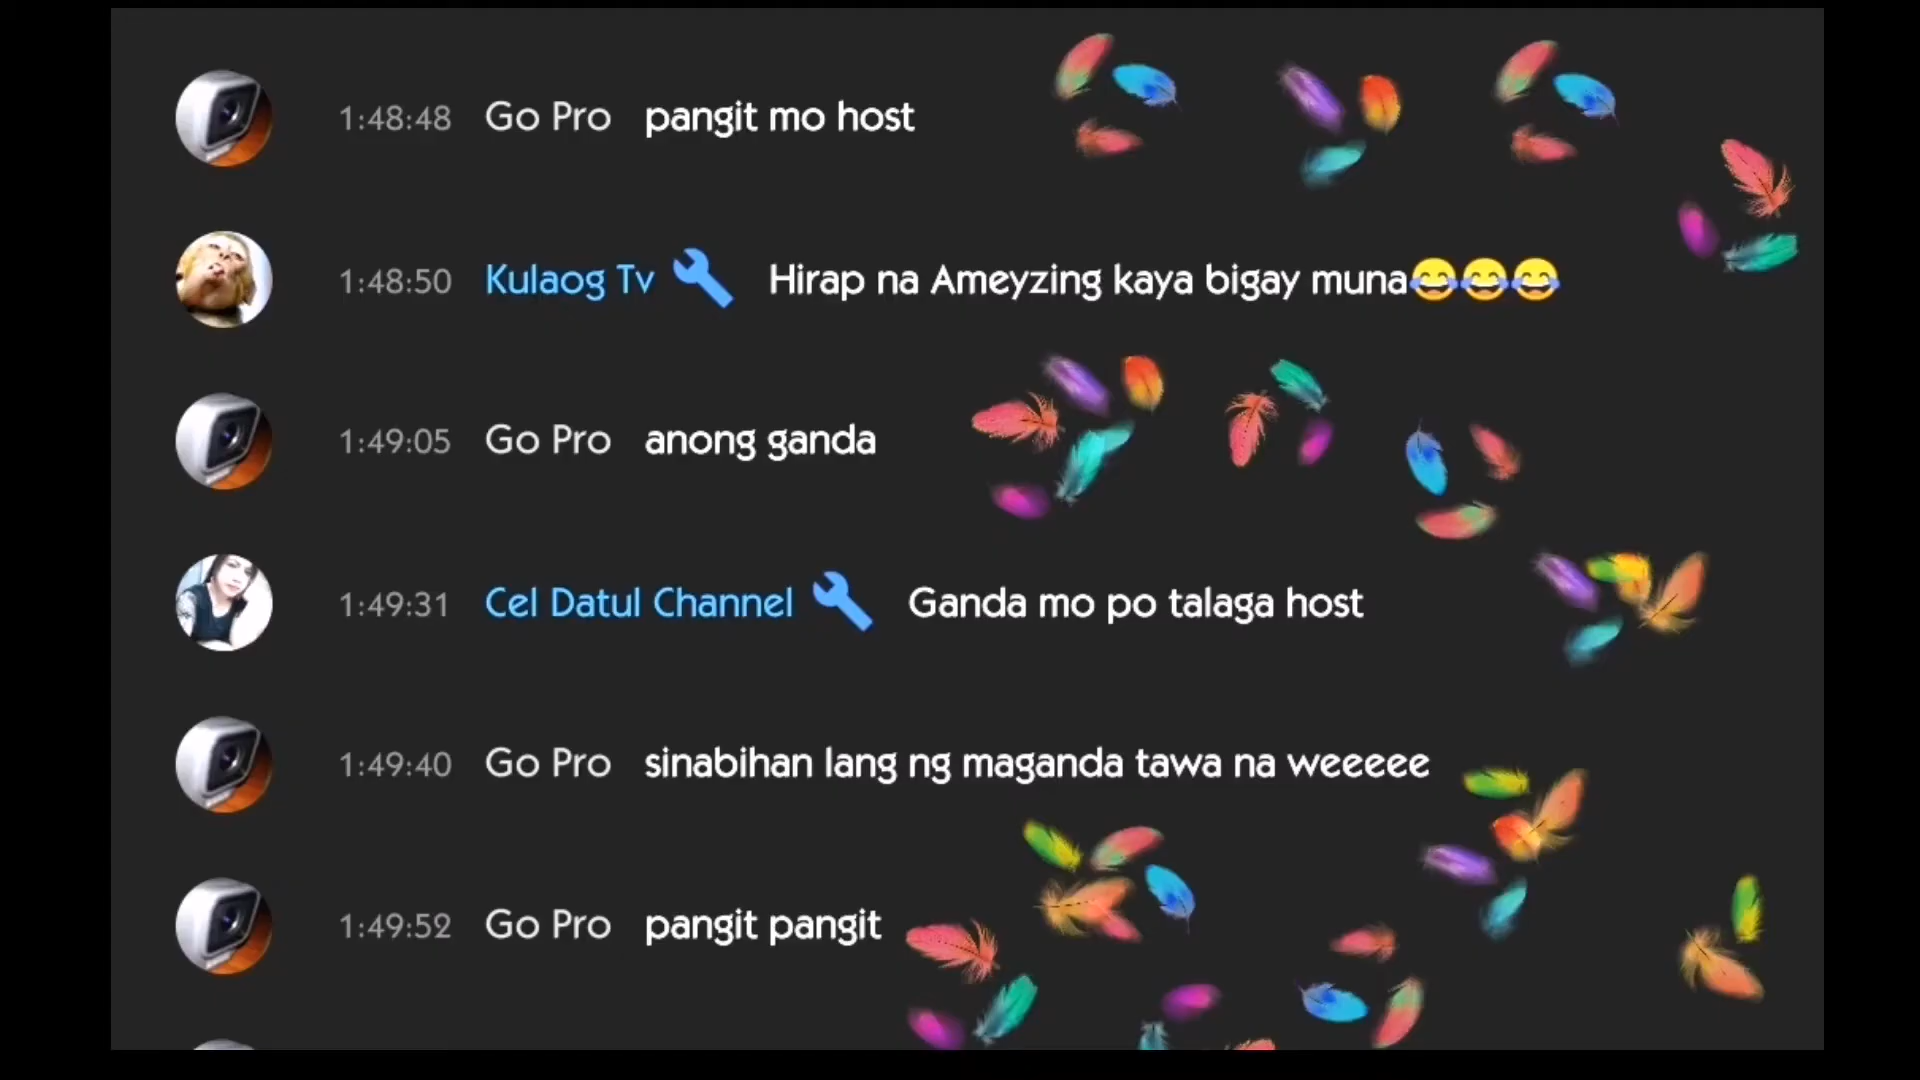 1:48:48 Go Pro pangit mo host
1:48:50 Kulaog Tv Hirap na Ameyzing kaya bigay muna😂😂😂
1:49:05 Go Pro anong ganda
1:49:31 Cel Datul Channel Ganda mo po talaga host
1:49:40 Go Pro sinabihan lang ng maganda tawa na weeeee
1:49:52 Go Pro pangit pangit